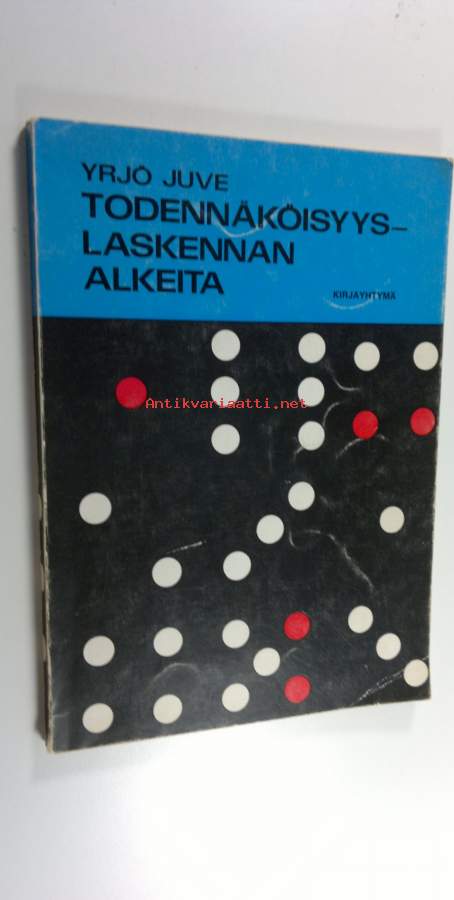 YRJÖ JUVE
TODENNÄKÖISYYS–
LASKENNAN
ALKEITA
KIRJAYHTYMÄ
Antikvariaatti.net